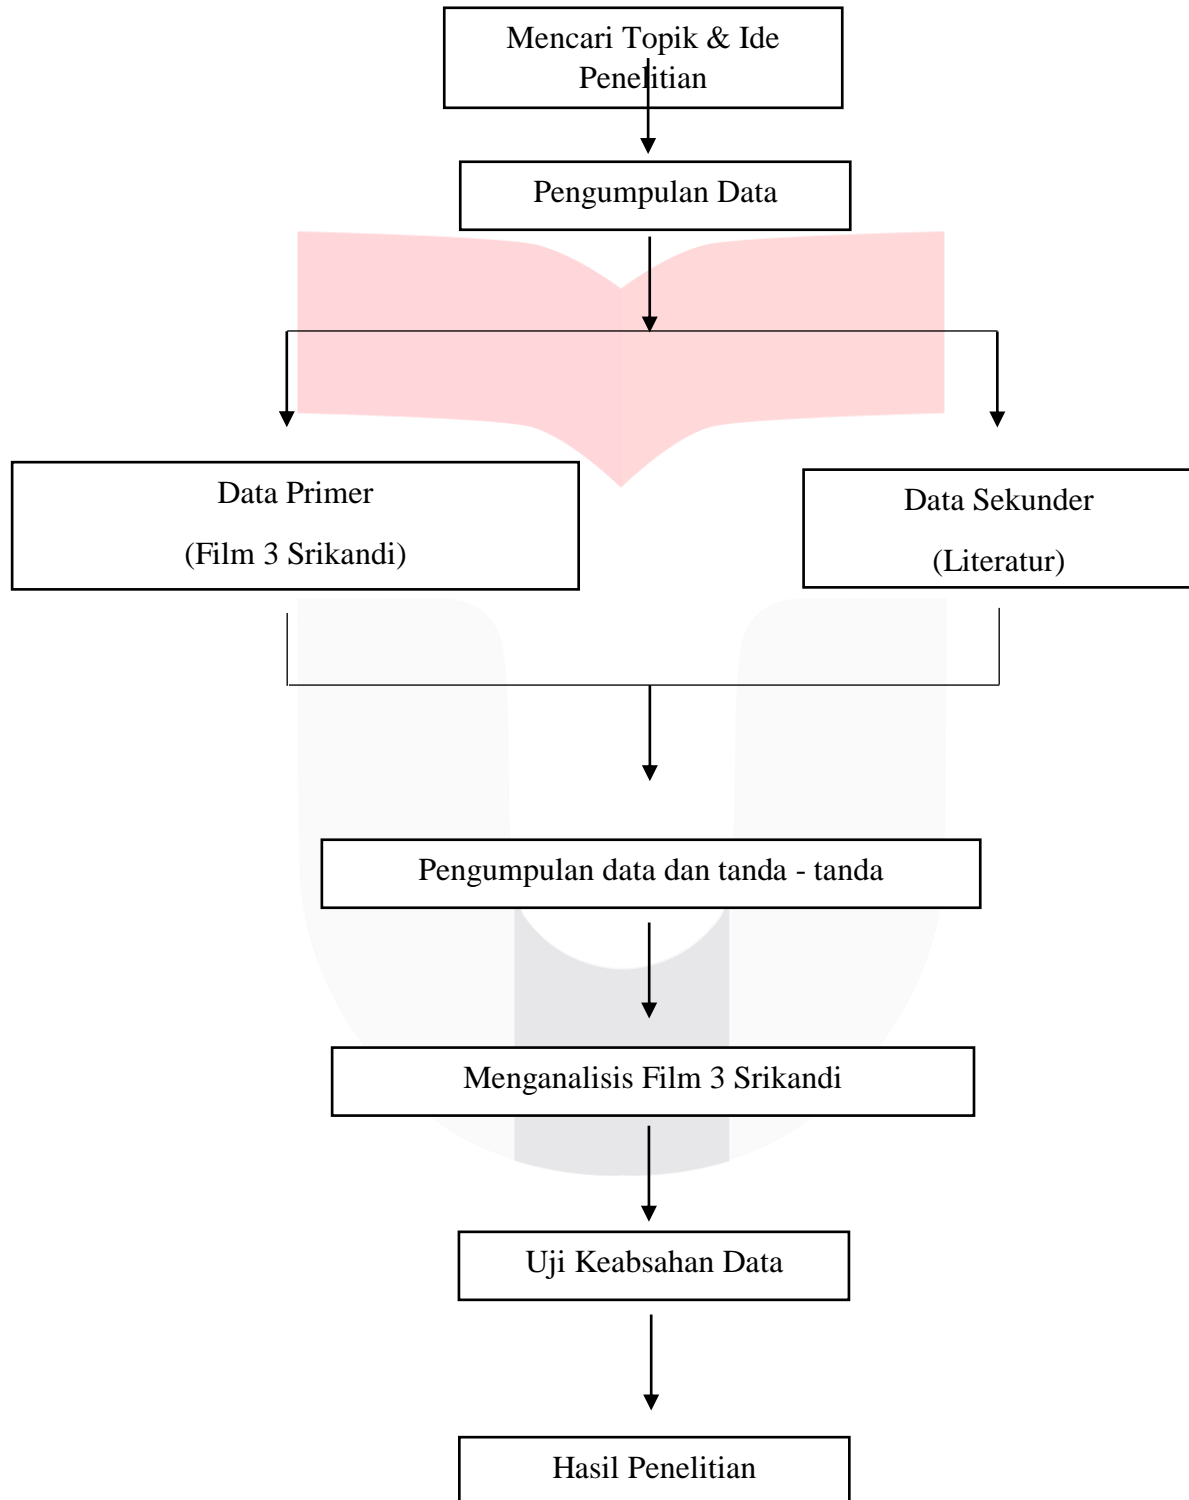 Mencari Topik & Ide
Penelitian
Pengumpulan Data
Data Primer
(Film 3 Srikandi)
Data Sekunder
(Literatur)
Pengumpulan data dan tanda - tanda
Menganalisis Film 3 Srikandi
Uji Keabsahan Data
Hasil Penelitian